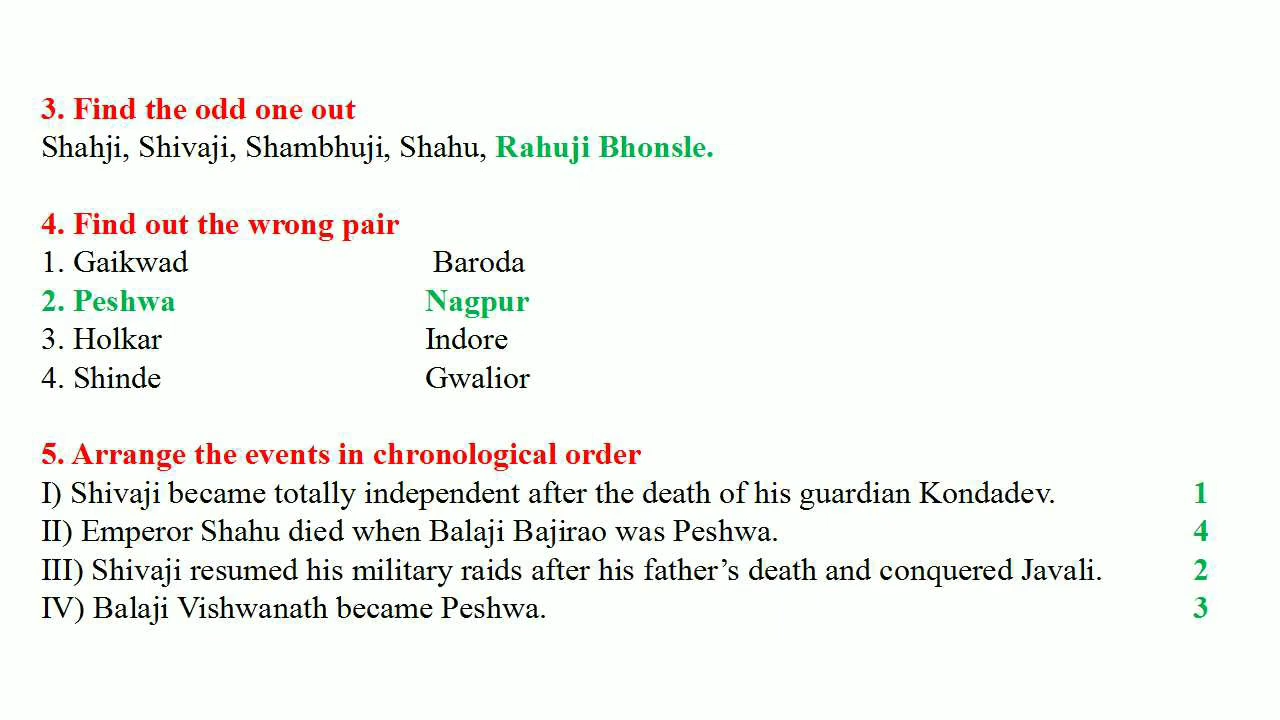 3. Find the odd one out
Shahji, Shivaji, Shambhuji, Shahu, Rahuji Bhonsle.
4. Find out the wrong pair
1. Gaikwad Baroda
2. Peshwa Nagpur
3. Holkar Indore
4. Shinde Gwalior
5. Arrange the events in chronological order
I) Shivaji became totally independent after the death of his guardian Kondadev. 1
II) Emperor Shahu died when Balaji Bajirao was Peshwa. 4
III) Shivaji resumed his military raids after his father’s death and conquered Javali. 2
IV) Balaji Vishwanath became Peshwa. 3